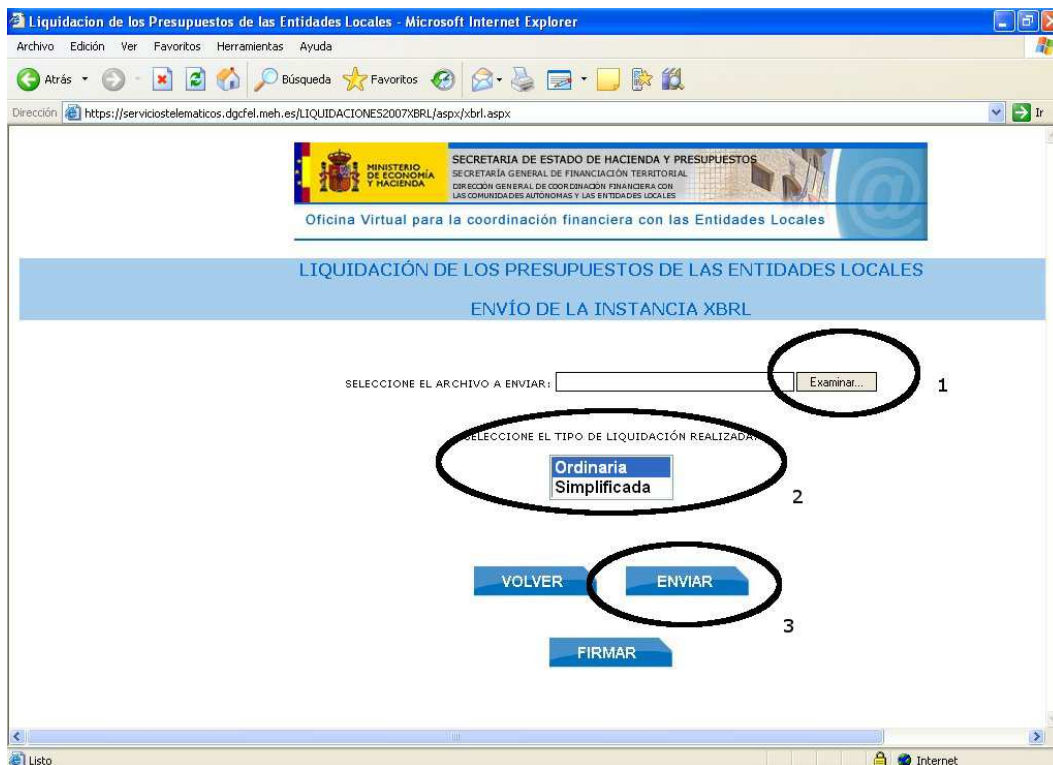 Liquidacion de los Presupuestos de las Entidades Locales - Microsoft Internet Explorer
Archivo Edición Ver Favoritos Herramientas Ayuda
Atrás Búsqueda Favoritos
Dirección https://serviciostelematicos.dgcfel.meh.es/LIQUIDACIONES2007XBRL/aspx/xbrl.aspx Ir
MINISTERIO
DE ECONOMÍA
Y HACIENDA
SECRETARIA DE ESTADO DE HACIENDA Y PRESUPUESTOS
SECRETARÍA GENERAL DE FINANCIACIÓN TERRITORIAL
DIRECCIÓN GENERAL DE COORDINACIÓN FINANCIERA CON
LAS COMUNIDADES AUTÓNOMAS Y LAS ENTIDADES LOCALES
@
Oficina Virtual para la coordinación financiera con las Entidades Locales
LIQUIDACIÓN DE LOS PRESUPUESTOS DE LAS ENTIDADES LOCALES
ENVÍO DE LA INSTANCIA XBRL
SELECCIONE EL ARCHIVO A ENVIAR: Examinar... 1
SELECCIONE EL TIPO DE LIQUIDACIÓN REALIZADA:
Ordinaria
Simplificada
2
VOLVER ENVIAR
3
FIRMAR
Listo Internet